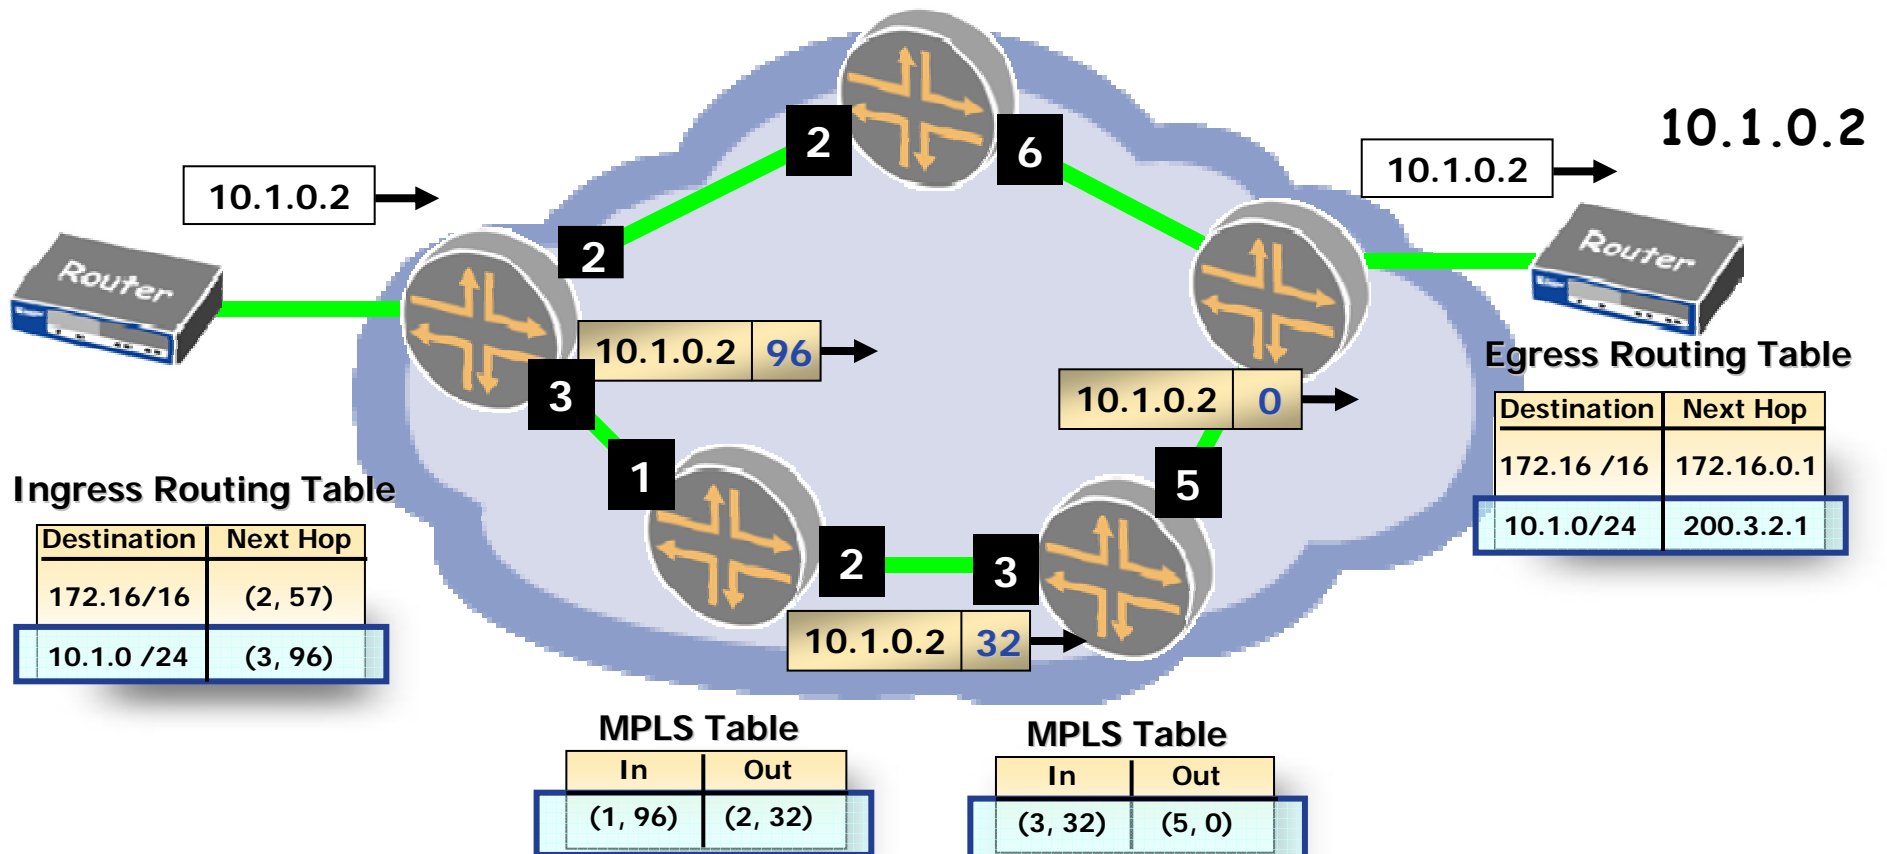 2
6
10.1.0.2
10.1.0.2
10.1.0.2
Router
2
Router
10.1.0.2 96
3
10.1.0.2 0
1
5
2
3
10.1.0.2 32
Ingress Routing Table
Destination Next Hop
172.16/16 (2, 57)
10.1.0 /24 (3, 96)
Egress Routing Table
Destination Next Hop
172.16 /16 172.16.0.1
10.1.0/24 200.3.2.1
MPLS Table
In Out
(1, 96) (2, 32)
MPLS Table
In Out
(3, 32) (5, 0)